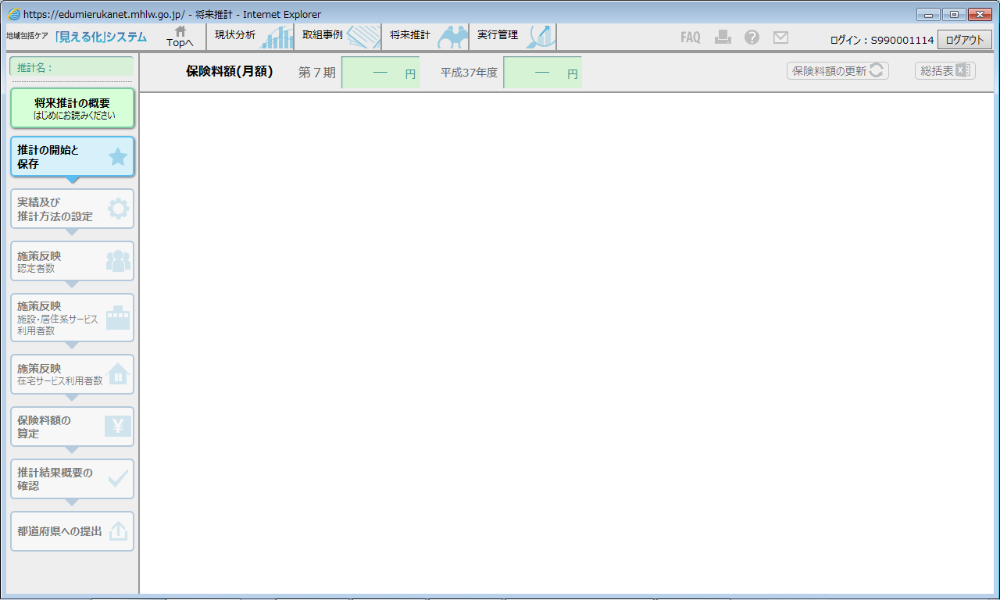 https://edumierukanet.mhlw.go.jp/ - 将来推計 - Internet Explorer
地域包括ケア 「見える化」システム
Topへ
現状分析
取組事例
将来推計
実行管理
FAQ
ログイン：S990001114
ログアウト
推計名：
保険料額(月額)
第７期
― 円
平成37年度
― 円
保険料額の更新
総括表
将来推計の概要
はじめにお読みください
推計の開始と
保存
実績及び
推計方法の設定
施策反映
認定者数
施策反映
施設・居住系サービス
利用者数
施策反映
在宅サービス利用者数
保険料額の
算定
¥
推計結果概要の
確認
都道府県への提出